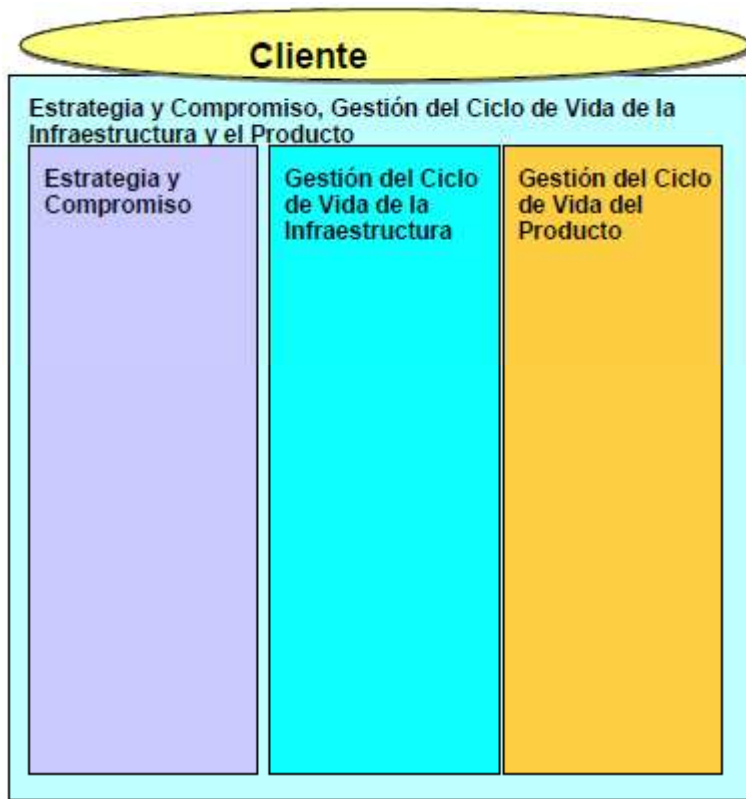 Cliente
Estrategia y Compromiso, Gestión del Ciclo de Vida de la
Infraestructura y el Producto
Estrategia y
Compromiso
Gestión del Ciclo
de Vida de la
Infraestructura
Gestión del Ciclo
de Vida del
Producto